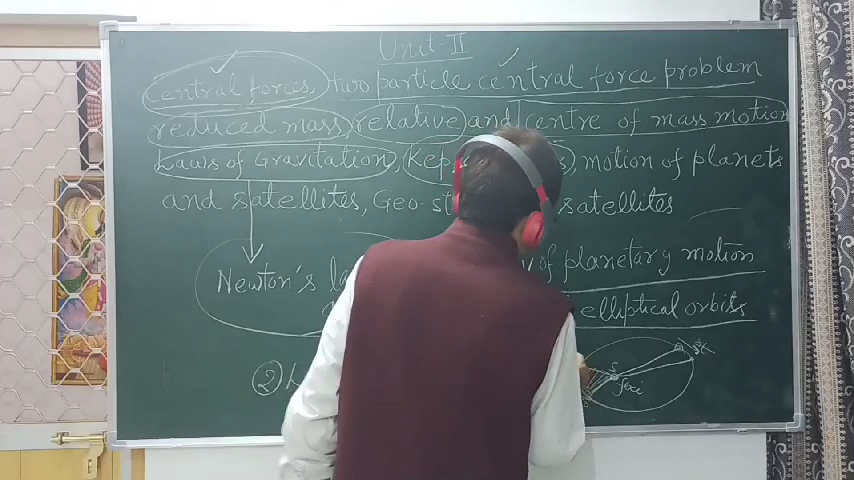 Unit-II
Central forces, two particle central force problem
reduced mass, relative and centre of mass motion
Laws of Gravitation, Kep s, motion of planets
and satellites, Geo-st satellites
Newton's la of planetary motion
elliptical orbits
S
foci
②